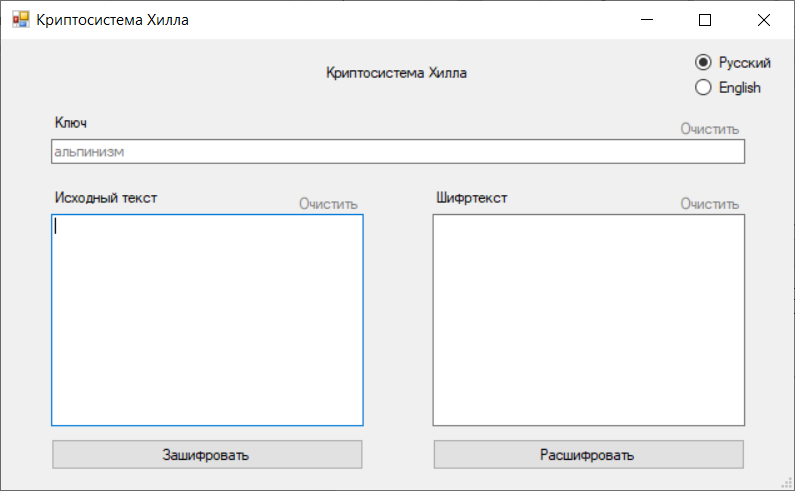 Криптосистема Хилла
Криптосистема Хилла
Русский
English
Ключ
Очистить
альпинизм
Исходный текст
Очистить
Шифртекст
Очистить
Зашифровать
Расшифровать